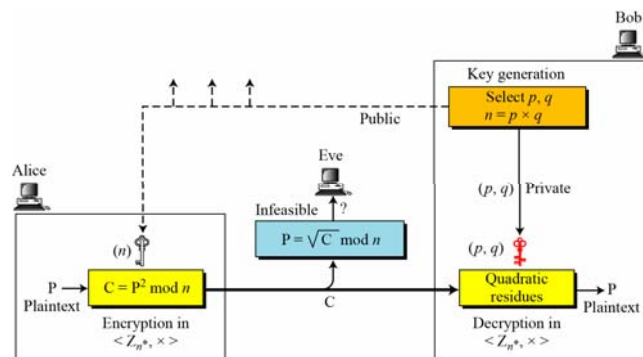 Bob
Key generation
Select p, q
n = p × q
Public
Alice
Eve
(p, q) Private
Infeasible
?
P = √C mod n
(n)
(p, q)
P
Plaintext
C = P² mod n
C
Quadratic
residues
P
Plaintext
Encryption in
< Zn*, × >
Decryption in
< Zn*, × >